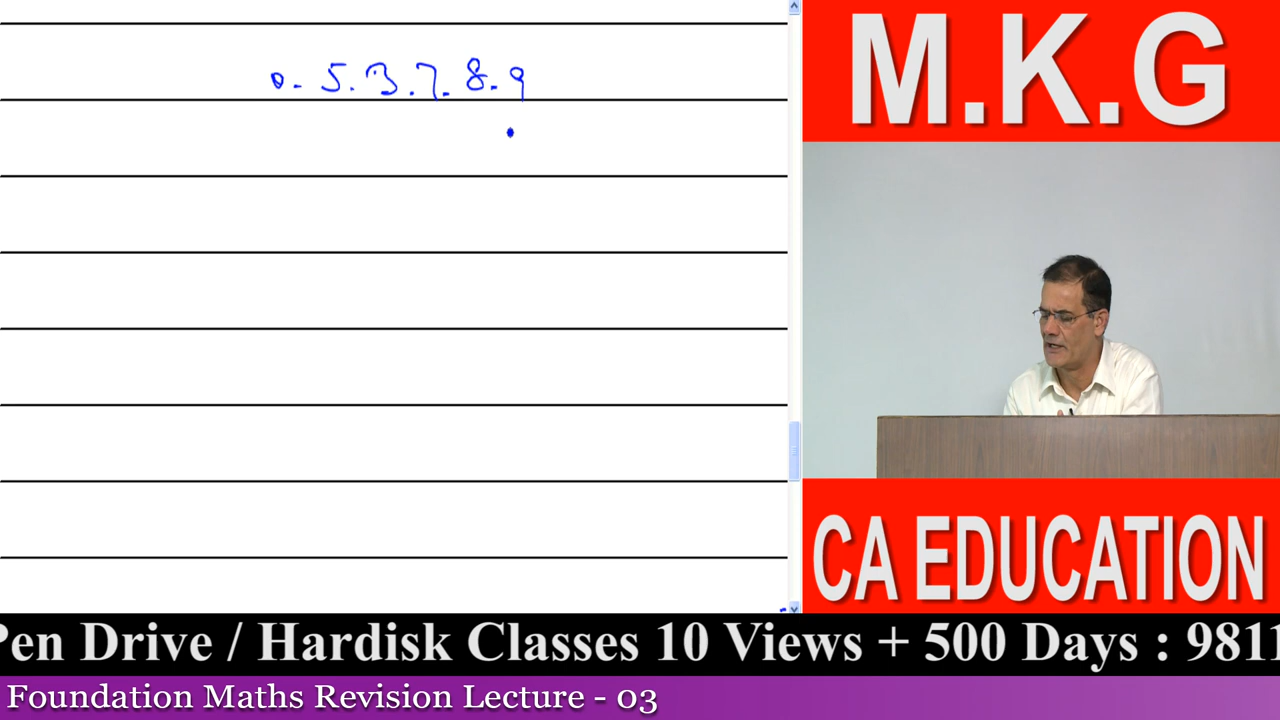 0. 5. 3. 7. 8. 9
M.K.G
CA EDUCATION
Pen Drive / Hardisk Classes 10 Views + 500 Days : 9811
Foundation Maths Revision Lecture - 03